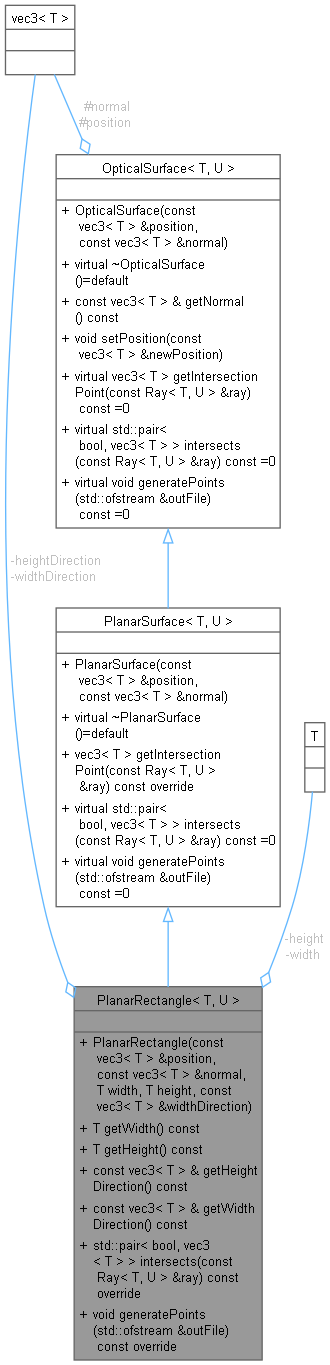 vec3< T >
#normal
#position
OpticalSurface< T, U >
+ OpticalSurface(const
vec3< T > &position,
const vec3< T > &normal)
+ virtual ~OpticalSurface
()=default
+ const vec3< T > & getNormal
() const
+ void setPosition(const
vec3< T > &newPosition)
+ virtual vec3< T > getIntersection
Point(const Ray< T, U > &ray)
const =0
+ virtual std::pair<
bool, vec3< T > > intersects
(const Ray< T, U > &ray) const =0
+ virtual void generatePoints
(std::ofstream &outFile)
const =0
-heightDirection
-widthDirection
PlanarSurface< T, U >
+ PlanarSurface(const
vec3< T > &position,
const vec3< T > &normal)
+ virtual ~PlanarSurface
()=default
+ vec3< T > getIntersection
Point(const Ray< T, U >
&ray) const override
+ virtual std::pair<
bool, vec3< T > > intersects
(const Ray< T, U > &ray) const =0
+ virtual void generatePoints
(std::ofstream &outFile)
const =0
T
-height
-width
PlanarRectangle< T, U >
+ PlanarRectangle(const
vec3< T > &position,
const vec3< T > &normal,
T width, T height, const
vec3< T > &widthDirection)
+ T getWidth() const
+ T getHeight() const
+ const vec3< T > & getHeight
Direction() const
+ const vec3< T > & getWidth
Direction() const
+ std::pair< bool, vec3
< T > > intersects(const
Ray< T, U > &ray) const
override
+ void generatePoints
(std::ofstream &outFile)
const override